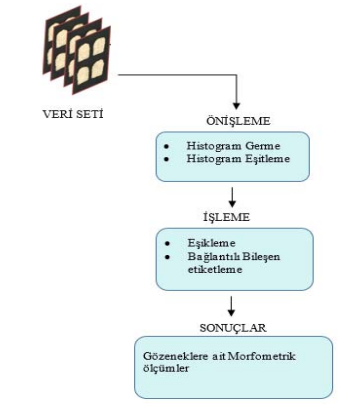 VERİ SETİ
ÖNİŞLEME
• Histogram Germe
• Histogram Eşitleme
İŞLEME
• Eşikleme
• Bağlantılı Bileşen
etiketleme
SONUÇLAR
Gözeneklere ait Morfometrik
ölçümler